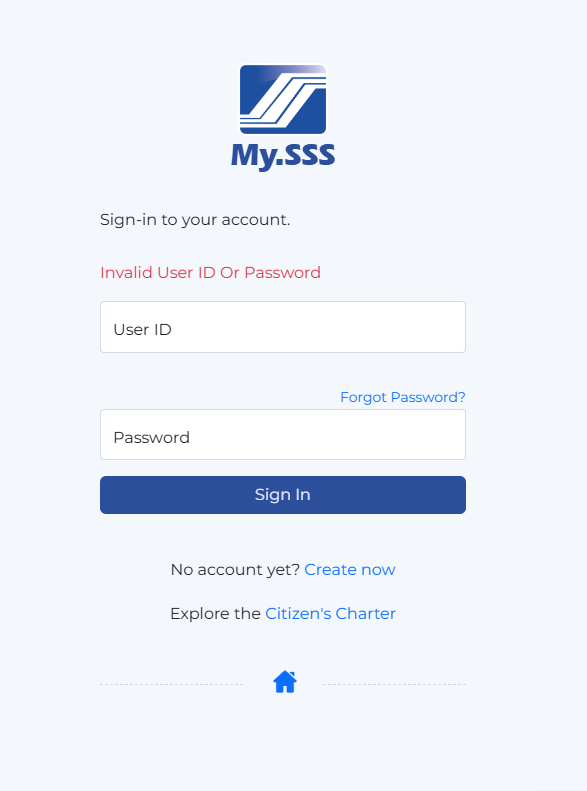 My.SSS
Sign-in to your account.
Invalid User ID Or Password
User ID
Forgot Password?
Password
Sign In
No account yet? Create now
Explore the Citizen's Charter